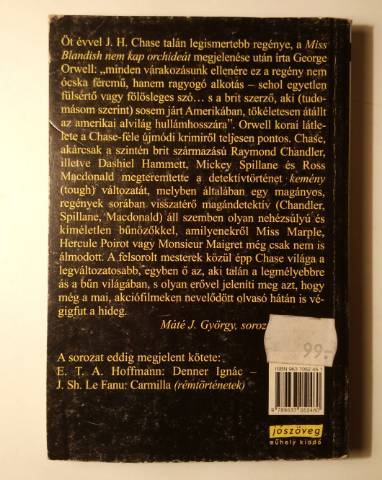 Öt évvel J. H. Chase talán legismertebb regénye, a Miss
Blandish nem kap orchideát megjelenése után írta George
Orwell: „minden várakozásunk ellenére ez a regény nem
ócska fércmű, hanem ragyogó alkotás – sehol egyetlen
fülsértő vagy fölösleges szó… s a brit szerző, aki (tudo-
másom szerint) sosem járt Amerikában, tökéletesen átállt
az amerikai alvilág hullámhosszára”. Orwell korai látle-
lete a Chase-féle újmódi krimiről teljesen pontos. Chase,
akárcsak a szintén brit származású Raymond Chandler,
illetve Dashiel Hammett, Mickey Spillane és Ross
Macdonald megteremtette a detektívtörténet kemény
(tough) változatát, melyben általában egy magányos,
regények sorában visszatérő magándetektív (Chandler,
Spillane, Macdonald) áll szemben olyan nehézsúlyú és
kíméletlen bűnözőkkel, amilyenekről Miss Marple,
Hercule Poirot vagy Monsieur Maigret még csak nem is
álmodott. A felsorolt mesterek közül épp Chase világa a
legváltozatosabb, egyben ő az, aki talán a legmélyebbre
ás a bűn világában, s olyan erővel jeleníti meg azt, hogy
még a mai, akciófilmeken nevelődött olvasó hátán is vé-
gigfut a hideg.
Máté J. György, soroz
99.-
A sorozat eddig megjelent kötete:
E. T. A. Hoffmann: Denner Ignác –
J. Sh. Le Fanu: Carmilla (rémtörténetek)
jószöveg
műhely kiadó